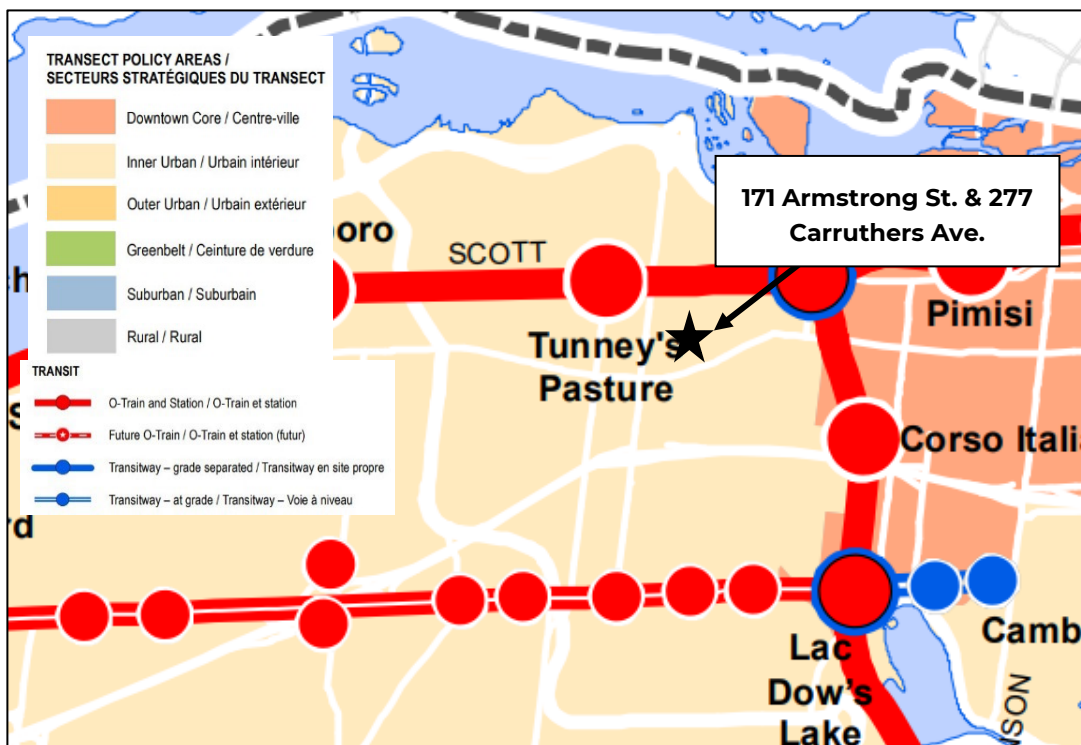 TRANSECT POLICY AREAS /
SECTEURS STRATÉGIQUES DU TRANSECT
Downtown Core / Centre-ville
Inner Urban / Urbain intérieur
Outer Urban / Urbain extérieur
Greenbelt / Ceinture de verdure
Suburban / Suburbain
Rural / Rural
TRANSIT
O-Train and Station / O-Train et station
Future O-Train / O-Train et station (futur)
Transitway – grade separated / Transitway en site propre
Transitway – at grade / Transitway – Voie à niveau
171 Armstrong St. & 277
Carruthers Ave.
oro
SCOTT
Pimisi
Tunney's
Pasture
Corso Italia
rd
Lac
Dow's
Lake
Camb
ISON